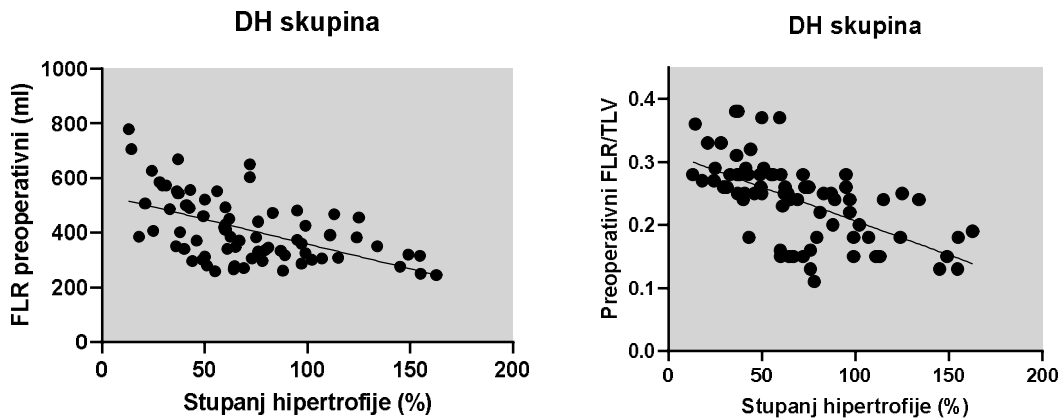 DH skupina
FLR preoperativni (ml)
1000
800
600
400
200
0
0 50 100 150 200
Stupanj hipertrofije (%)
DH skupina
Preoperativni FLR/TLV
0.4
0.3
0.2
0.1
0.0
0 50 100 150 200
Stupanj hipertrofije (%)